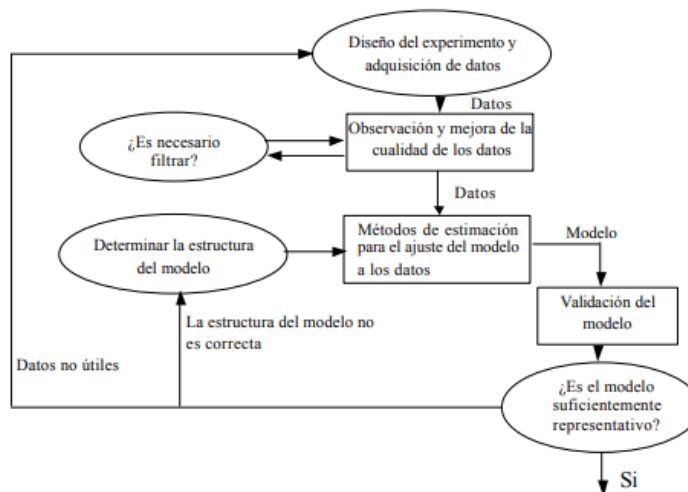 Diseño del experimento y
adquisición de datos
Datos
Observación y mejora de la
cualidad de los datos
¿Es necesario
filtrar?
Datos
Métodos de estimación
para el ajuste del modelo
a los datos
Modelo
Determinar la estructura
del modelo
Validación del
modelo
La estructura del modelo no
es correcta
Datos no útiles
¿Es el modelo
suficientemente
representativo?
Si